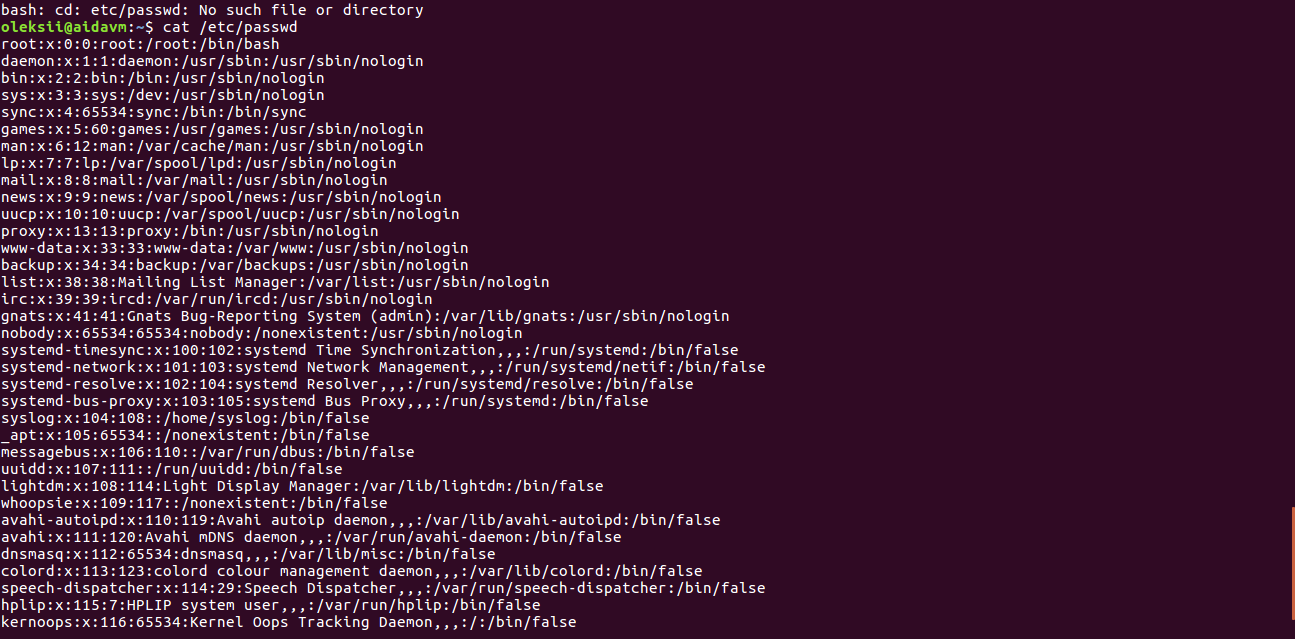 bash: cd: etc/passwd: No such file or directory
oleksii@aidavm:~$ cat /etc/passwd
root:x:0:0:root:/root:/bin/bash
daemon:x:1:1:daemon:/usr/sbin:/usr/sbin/nologin
bin:x:2:2:bin:/bin:/usr/sbin/nologin
sys:x:3:3:sys:/dev:/usr/sbin/nologin
sync:x:4:65534:sync:/bin:/bin/sync
games:x:5:60:games:/usr/games:/usr/sbin/nologin
man:x:6:12:man:/var/cache/man:/usr/sbin/nologin
lp:x:7:7:lp:/var/spool/lpd:/usr/sbin/nologin
mail:x:8:8:mail:/var/mail:/usr/sbin/nologin
news:x:9:9:news:/var/spool/news:/usr/sbin/nologin
uucp:x:10:10:uucp:/var/spool/uucp:/usr/sbin/nologin
proxy:x:13:13:proxy:/bin:/usr/sbin/nologin
www-data:x:33:33:www-data:/var/www:/usr/sbin/nologin
backup:x:34:34:backup:/var/backups:/usr/sbin/nologin
list:x:38:38:Mailing List Manager:/var/list:/usr/sbin/nologin
irc:x:39:39:ircd:/var/run/ircd:/usr/sbin/nologin
gnats:x:41:41:Gnats Bug-Reporting System (admin):/var/lib/gnats:/usr/sbin/nologin
nobody:x:65534:65534:nobody:/nonexistent:/usr/sbin/nologin
systemd-timesync:x:100:102:systemd Time Synchronization,,,:/run/systemd:/bin/false
systemd-network:x:101:103:systemd Network Management,,,:/run/systemd/netif:/bin/false
systemd-resolve:x:102:104:systemd Resolver,,,:/run/systemd/resolve:/bin/false
systemd-bus-proxy:x:103:105:systemd Bus Proxy,,,:/run/systemd:/bin/false
syslog:x:104:108::/home/syslog:/bin/false
_apt:x:105:65534::/nonexistent:/bin/false
messagebus:x:106:110::/var/run/dbus:/bin/false
uuidd:x:107:111::/run/uuidd:/bin/false
lightdm:x:108:114:Light Display Manager:/var/lib/lightdm:/bin/false
whoopsie:x:109:117::/nonexistent:/bin/false
avahi-autoipd:x:110:119:Avahi autoip daemon,,,:/var/lib/avahi-autoipd:/bin/false
avahi:x:111:120:Avahi mDNS daemon,,,:/var/run/avahi-daemon:/bin/false
dnsmasq:x:112:65534:dnsmasq,,,:/var/lib/misc:/bin/false
colord:x:113:123:colord colour management daemon,,,:/var/lib/colord:/bin/false
speech-dispatcher:x:114:29:Speech Dispatcher,,,:/var/run/speech-dispatcher:/bin/false
hplip:x:115:7:HPLIP system user,,,:/var/run/hplip:/bin/false
kernoops:x:116:65534:Kernel Oops Tracking Daemon,,,:/:/bin/false